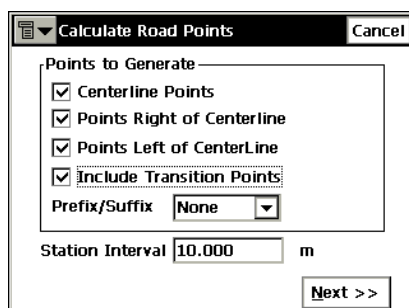 Calculate Road Points Cancel
Points to Generate
Centerline Points
Points Right of Centerline
Points Left of CenterLine
Include Transition Points
Prefix/Suffix None
Station Interval 10.000 m
Next >>